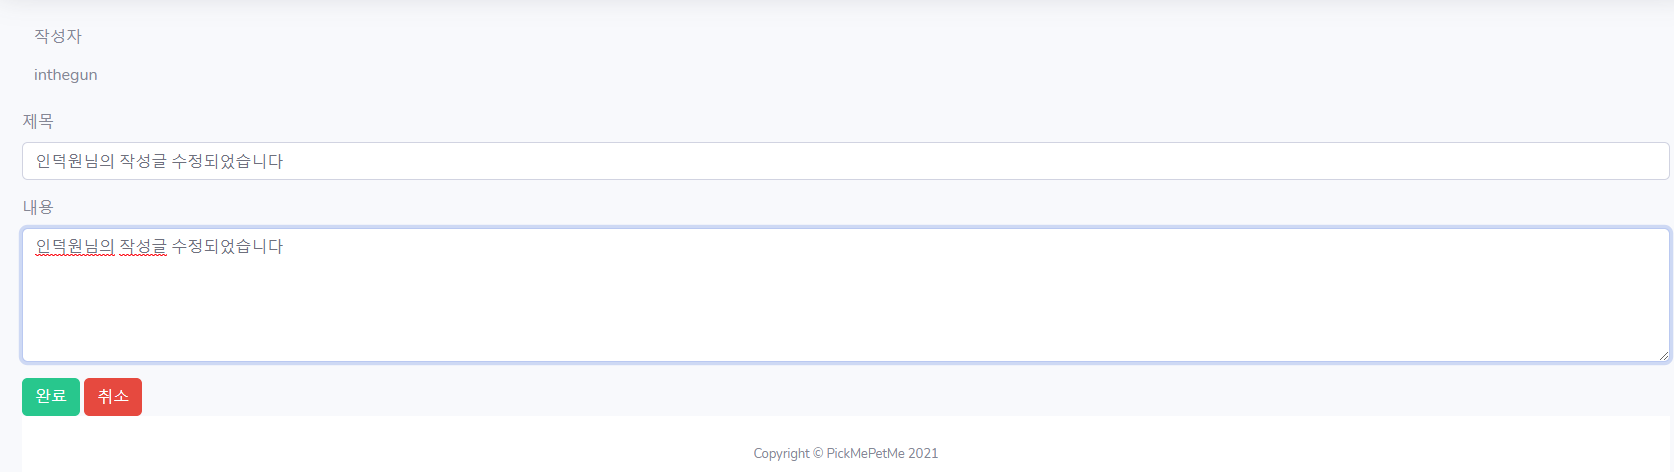 작성자
inthegun
제목
인덕원님의 작성글 수정되었습니다
내용
인덕원님의 작성글 수정되었습니다
완료 취소
Copyright © PickMePetMe 2021